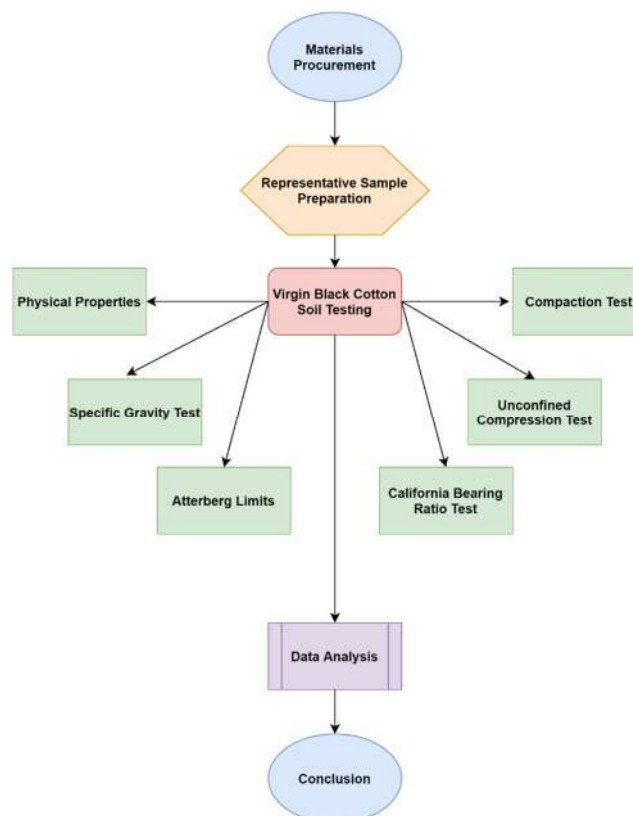 Materials
Procurement
Representative Sample
Preparation
Virgin Black Cotton
Soil Testing
Physical Properties
Compaction Test
Specific Gravity Test
Unconfined
Compression Test
Atterberg Limits
California Bearing
Ratio Test
Data Analysis
Conclusion